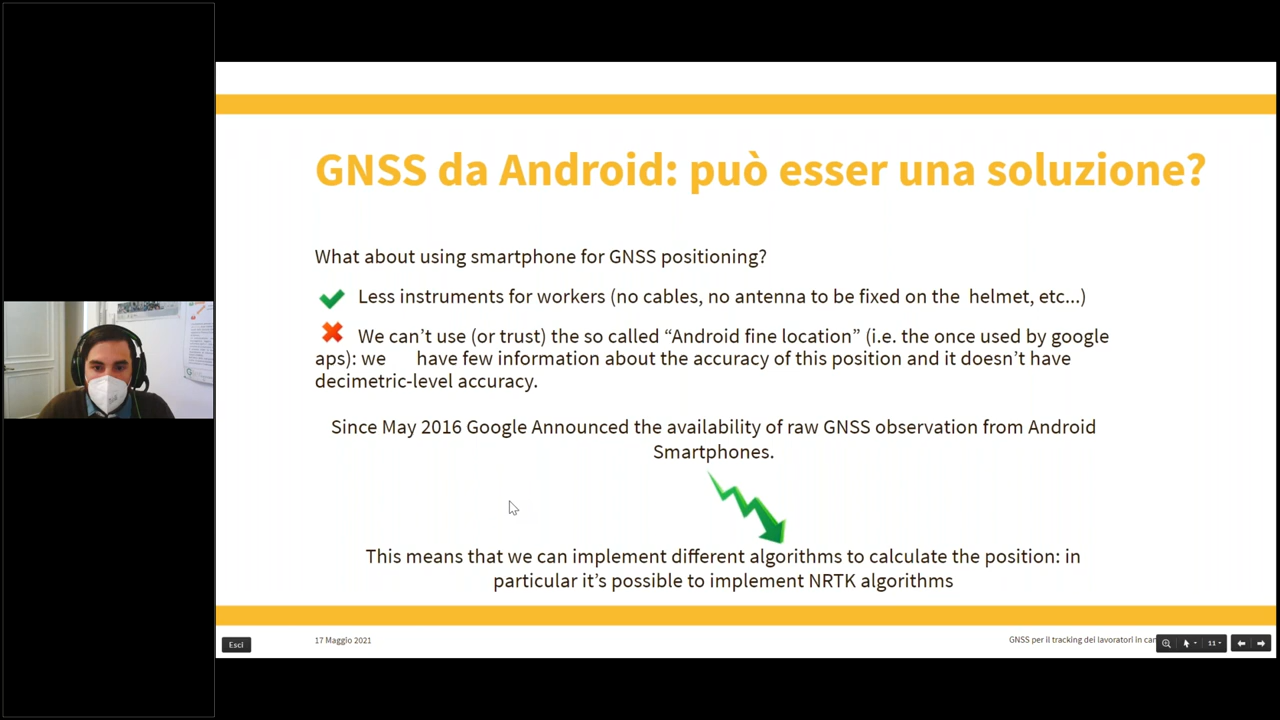 GNSS da Android: può esser una soluzione?
What about using smartphone for GNSS positioning?
Less instruments for workers (no cables, no antenna to be fixed on the helmet, etc...)
We can’t use (or trust) the so called “Android fine location” (i.e. the once used by google
aps): we have few information about the accuracy of this position and it doesn’t have
decimetric-level accuracy.
Since May 2016 Google Announced the availability of raw GNSS observation from Android
Smartphones.
This means that we can implement different algorithms to calculate the position: in
particular it’s possible to implement NRTK algorithms
Esci
17 Maggio 2021
GNSS per il tracking dei lavoratori in can
11